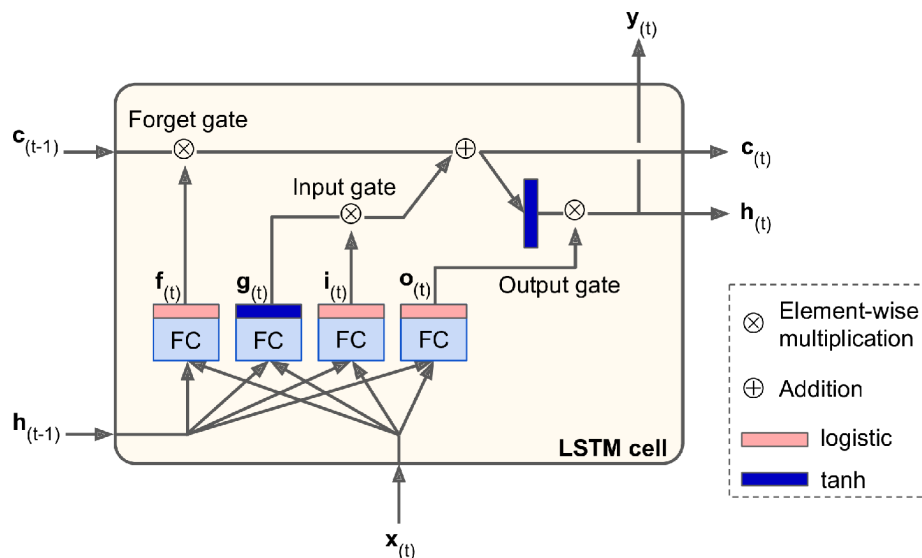 y(t)
Forget gate
c(t-1)
c(t)
Input gate
h(t)
f(t)
g(t)
i(t)
o(t)
Output gate
FC
FC
FC
FC
⊗ Element-wise
multiplication
⊕ Addition
h(t-1)
logistic
LSTM cell
tanh
x(t)